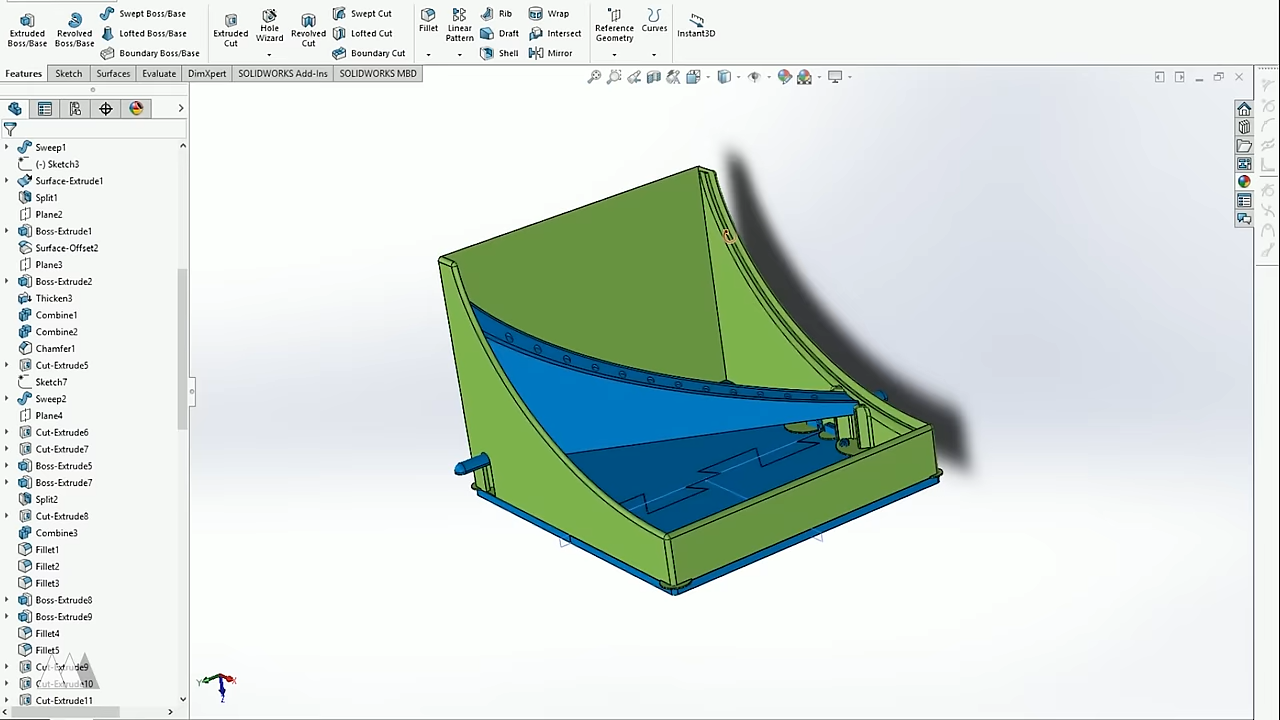 Extruded Boss/Base
Revolved Boss/Base
Swept Boss/Base
Lofted Boss/Base
Boundary Boss/Base
Extruded Cut
Hole Wizard
Revolved Cut
Swept Cut
Lofted Cut
Boundary Cut
Fillet
Linear Pattern
Rib
Draft
Shell
Wrap
Intersect
Mirror
Reference Geometry
Curves
Instant3D
Features
Sketch
Surfaces
Evaluate
DimXpert
SOLIDWORKS Add-Ins
SOLIDWORKS MBD
Sweep1
(-) Sketch3
Surface-Extrude1
Split1
Plane2
Boss-Extrude1
Surface-Offset2
Plane3
Boss-Extrude2
Thicken3
Combine1
Combine2
Chamfer1
Cut-Extrude5
Sketch7
Sweep2
Plane4
Cut-Extrude6
Cut-Extrude7
Boss-Extrude5
Boss-Extrude7
Split2
Cut-Extrude8
Combine3
Fillet1
Fillet2
Fillet3
Boss-Extrude8
Boss-Extrude9
Fillet4
Fillet5
Cut-Extrude9
Cut-Extrude10
Cut-Extrude11
Y
X
Z